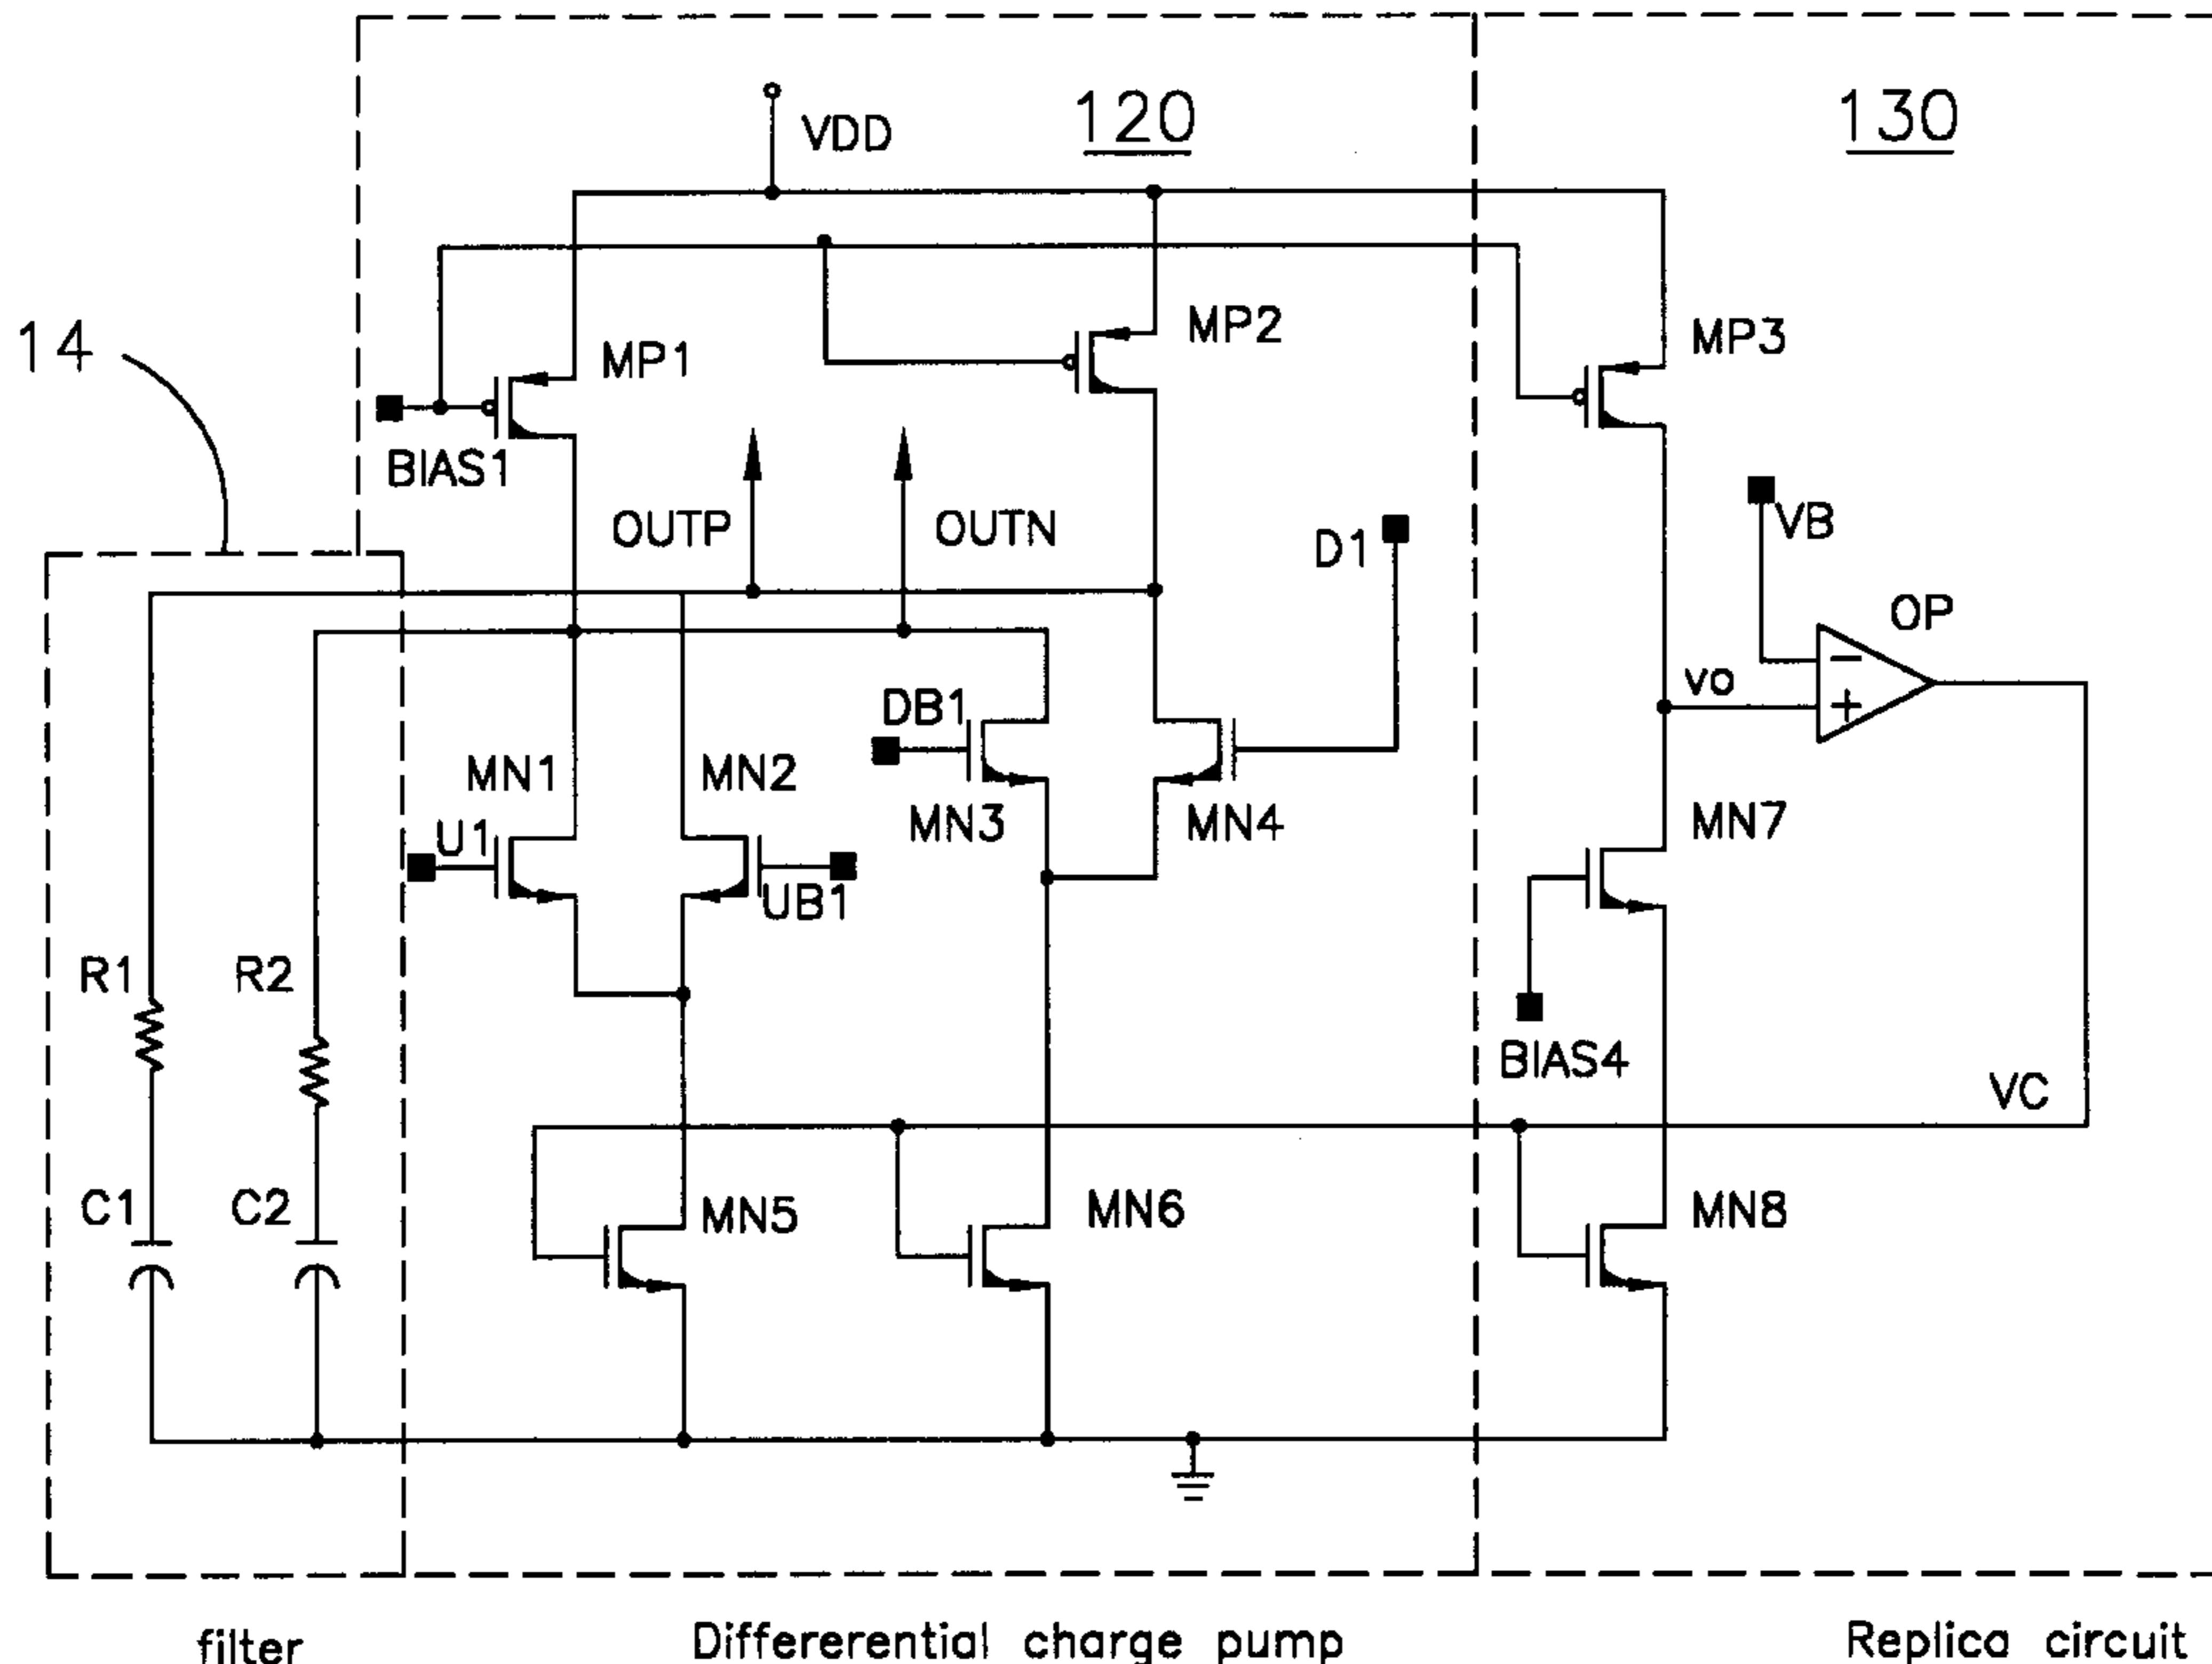 120
130
VDD
14
MP1
MP2
MP3
BIAS1
OUTP
OUTN
D1
VB
OP
vo
DB1
MN1
MN2
MN3
MN4
MN7
U1
UB1
R1
R2
BIAS4
VC
C1
C2
MN5
MN6
MN8
filter
Differerential charge pump
Replica circuit